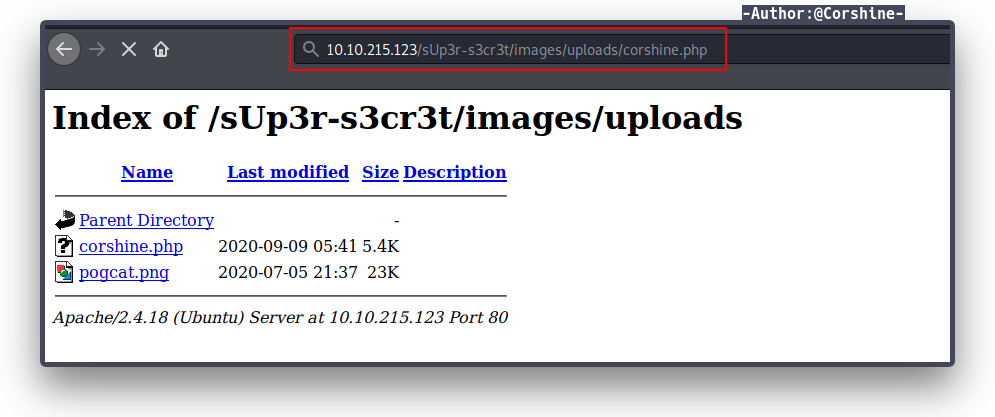 -Author:@Corshine-
10.10.215.123/sUp3r-s3cr3t/images/uploads/corshine.php
Index of /sUp3r-s3cr3t/images/uploads
Name Last modified Size Description
Parent Directory -
corshine.php 2020-09-09 05:41 5.4K
pogcat.png 2020-07-05 21:37 23K
Apache/2.4.18 (Ubuntu) Server at 10.10.215.123 Port 80